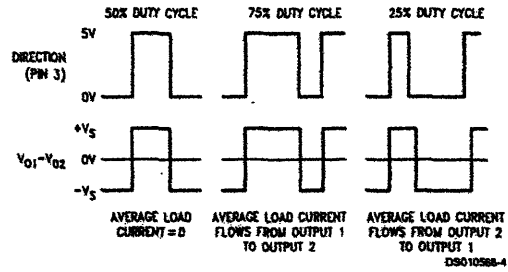 50% DUTY CYCLE 75% DUTY CYCLE 25% DUTY CYCLE
5V
DIRECTION
(PIN 3)
0V
+VS
VO1-VO2 0V
-VS
AVERAGE LOAD
CURRENT=0
AVERAGE LOAD CURRENT
FLOWS FROM OUTPUT 1
TO OUTPUT 2
AVERAGE LOAD CURRENT
FLOWS FROM OUTPUT 2
TO OUTPUT 1
DS010568-4